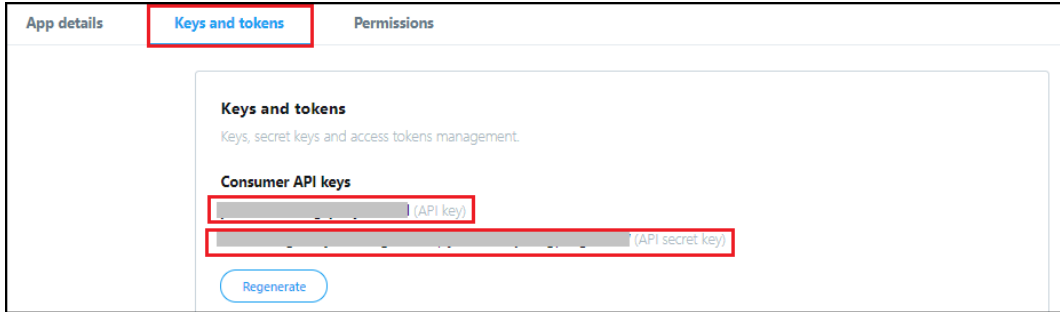 App details Keys and tokens Permissions
Keys and tokens
Keys, secret keys and access tokens management.
Consumer API keys
(API key)
(API secret key)
Regenerate